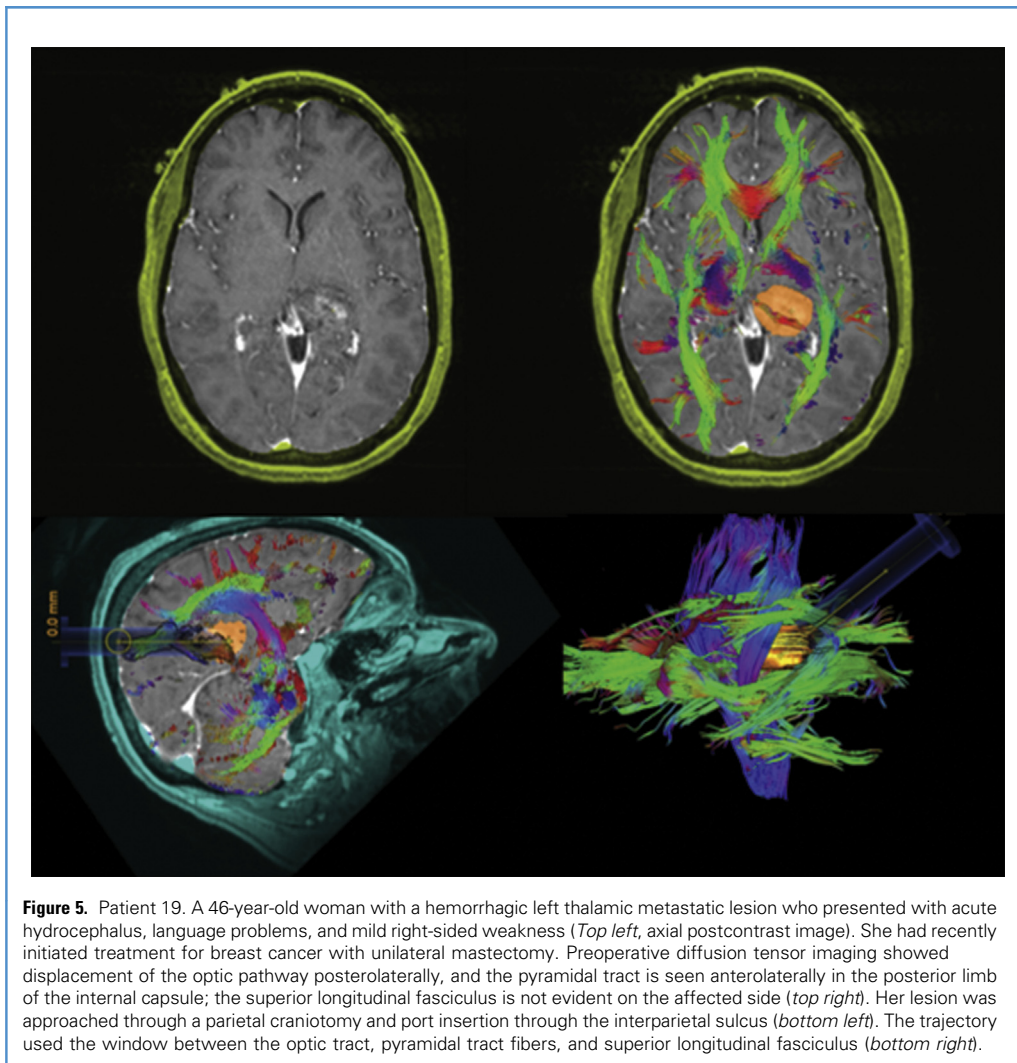 0.0 mm
Figure 5. Patient 19. A 46-year-old woman with a hemorrhagic left thalamic metastatic lesion who presented with acute
hydrocephalus, language problems, and mild right-sided weakness (Top left, axial postcontrast image). She had recently
initiated treatment for breast cancer with unilateral mastectomy. Preoperative diffusion tensor imaging showed
displacement of the optic pathway posterolaterally, and the pyramidal tract is seen anterolaterally in the posterior limb
of the internal capsule; the superior longitudinal fasciculus is not evident on the affected side (top right). Her lesion was
approached through a parietal craniotomy and port insertion through the interparietal sulcus (bottom left). The trajectory
used the window between the optic tract, pyramidal tract fibers, and superior longitudinal fasciculus (bottom right).